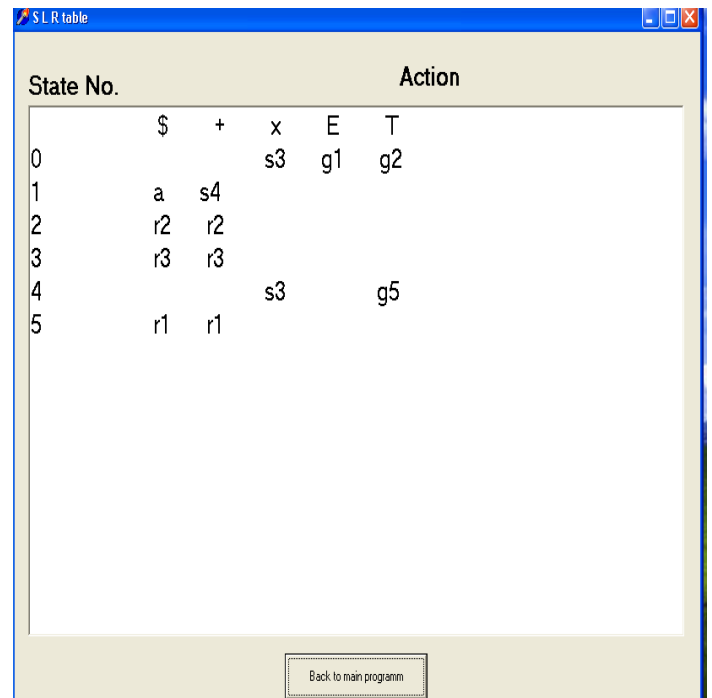 S L R table
Action
State No.
$ + x E T
0 s3 g1 g2
1 a s4
2 r2 r2
3 r3 r3
4 s3 g5
5 r1 r1
Back to main programm